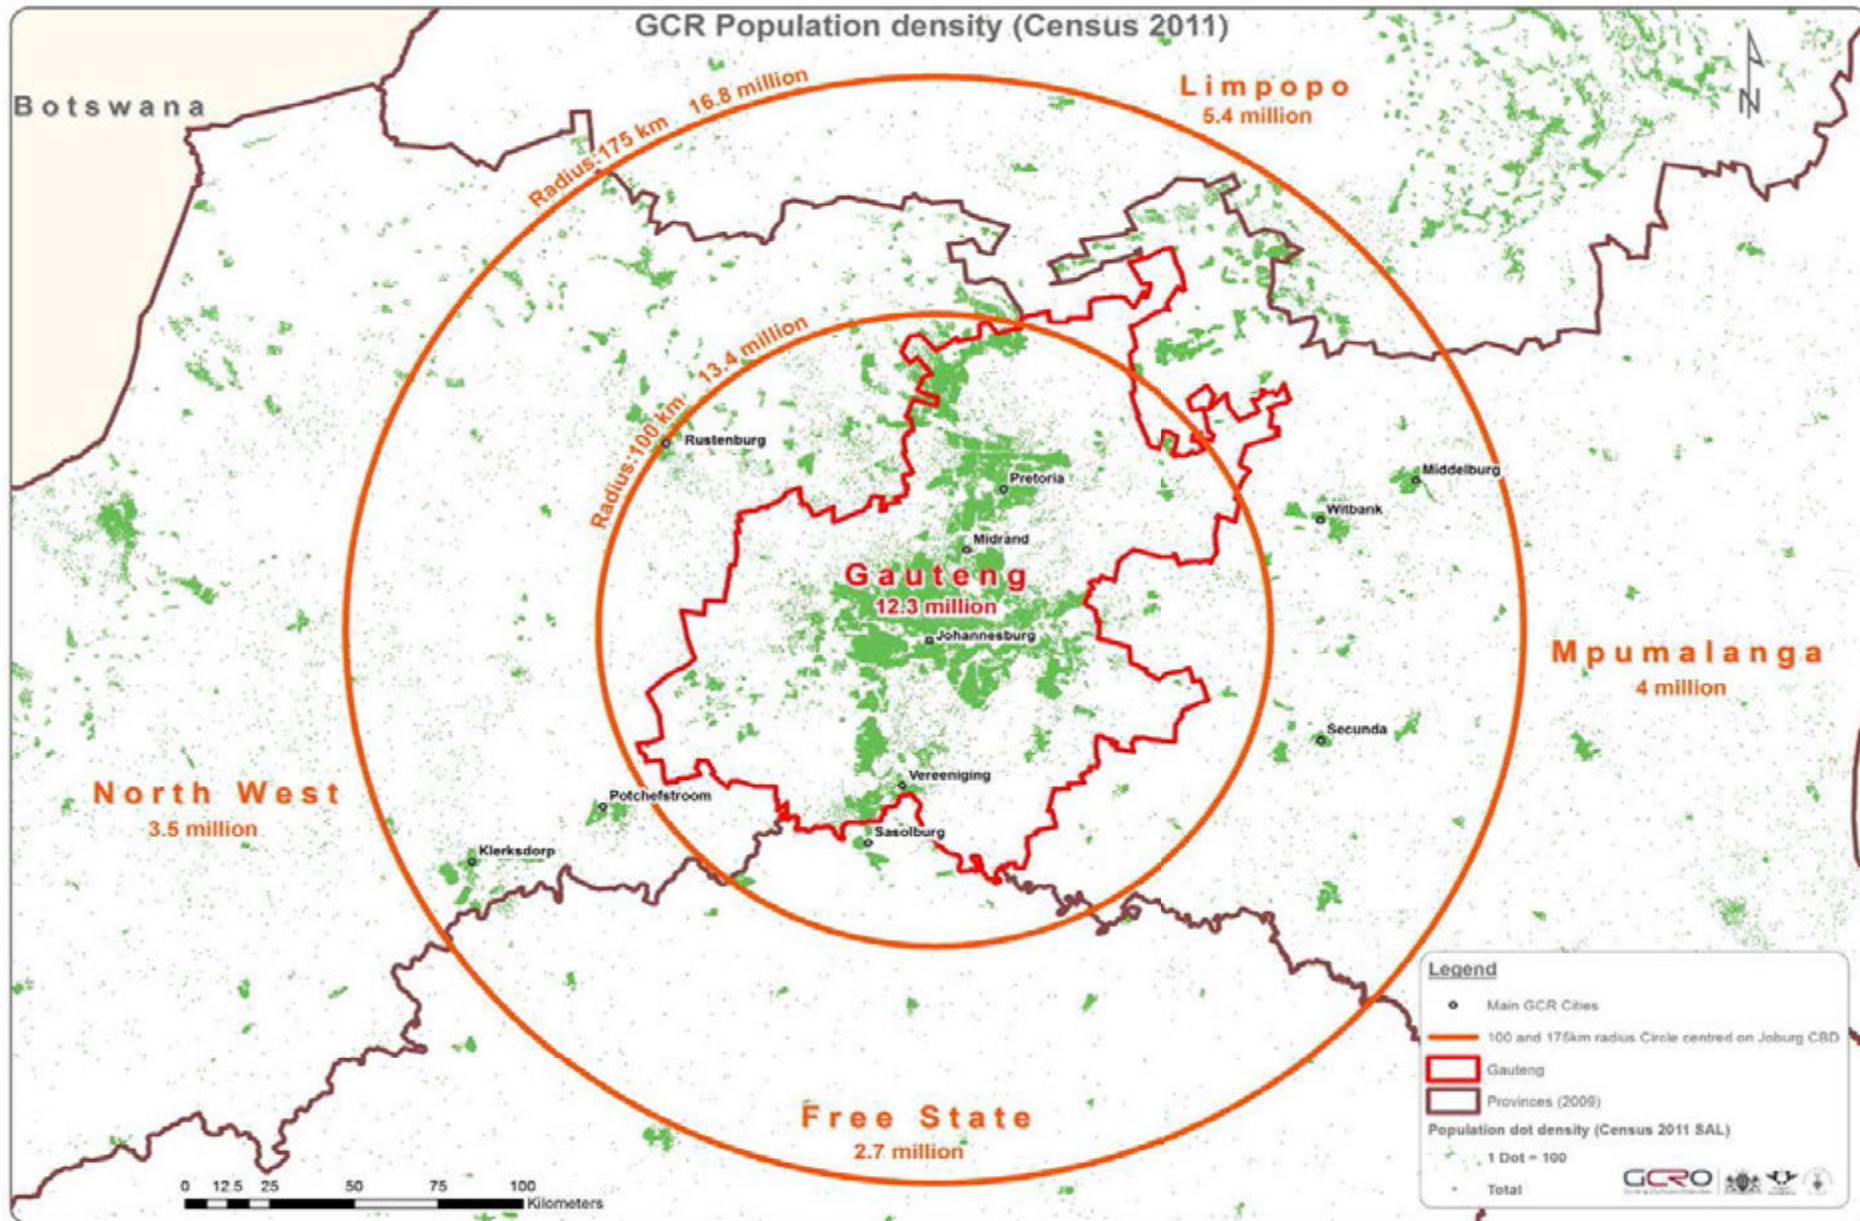 GCR Population density (Census 2011)
Botswana
Limpopo
5.4 million
N
Radius:175 km 16.8 million
Radius:100 km 13.4 million
Rustenburg
Pretoria
Middelburg
Witbank
Midrand
Gauteng
12.3 million
Johannesburg
Mpumalanga
4 million
Secunda
North West
3.5 million
Vereeniging
Potchefstroom
Sasolburg
Klerksdorp
Free State
2.7 million
0 12.5 25 50 75 100
Kilometers
Legend
Main GCR Cities
100 and 175km radius Circle centred on Joburg CBD
Gauteng
Provinces (2009)
Population dot density (Census 2011 SAL)
1 Dot = 100
Total
GCRO